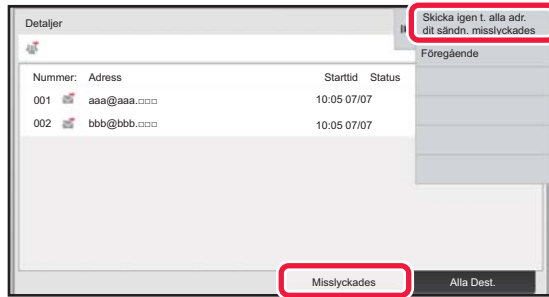 Detaljer
Skicka igen t. alla adr.
dit sändn. misslyckades
Föregående
Nummer: Adress Starttid Status
001 aaa@aaa.□□□ 10:05 07/07
002 bbb@bbb.□□□ 10:05 07/07
Misslyckades Alla Dest.